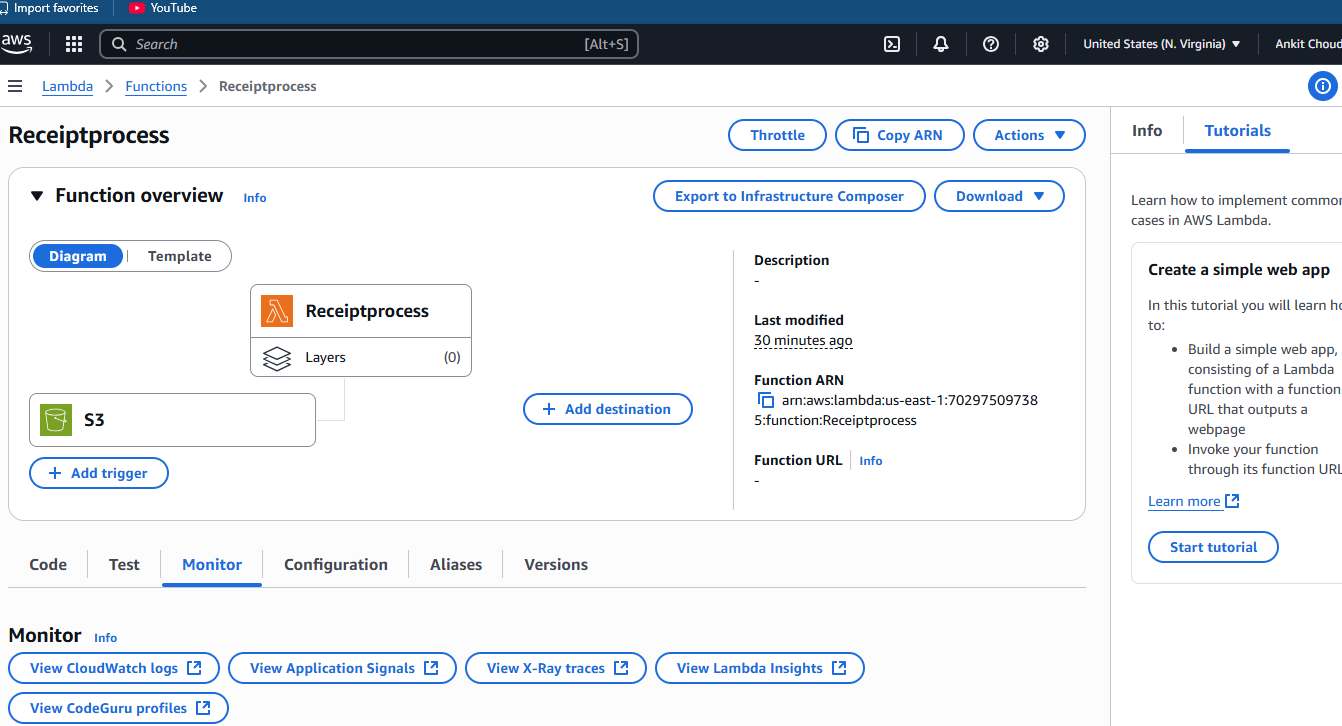 Import favorites YouTube
aws Search [Alt+S] United States (N. Virginia) Ankit Choud
Lambda Functions Receiptprocess
Receiptprocess
Throttle Copy ARN Actions
Function overview Info
Export to Infrastructure Composer Download
Diagram Template
Receiptprocess
Layers (0)
S3
Add trigger
Add destination
Description
-
Last modified
30 minutes ago
Function ARN
arn:aws:lambda:us-east-1:70297509738
5:function:Receiptprocess
Function URL Info
-
Code Test Monitor Configuration Aliases Versions
Monitor Info
View CloudWatch logs View Application Signals View X-Ray traces View Lambda Insights
View CodeGuru profiles
Info Tutorials
Learn how to implement common
cases in AWS Lambda.
Create a simple web app
In this tutorial you will learn ho
to:
• Build a simple web app,
consisting of a Lambda
function with a function
URL that outputs a
webpage
• Invoke your function
through its function URL
Learn more
Start tutorial